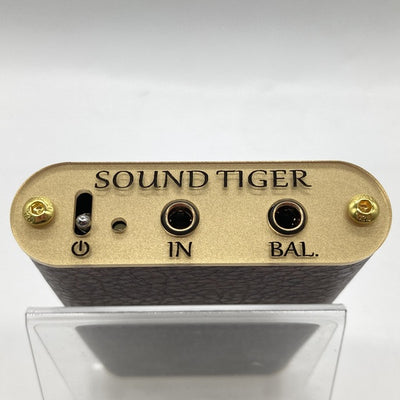 SOUND TIGER
IN
BAL.